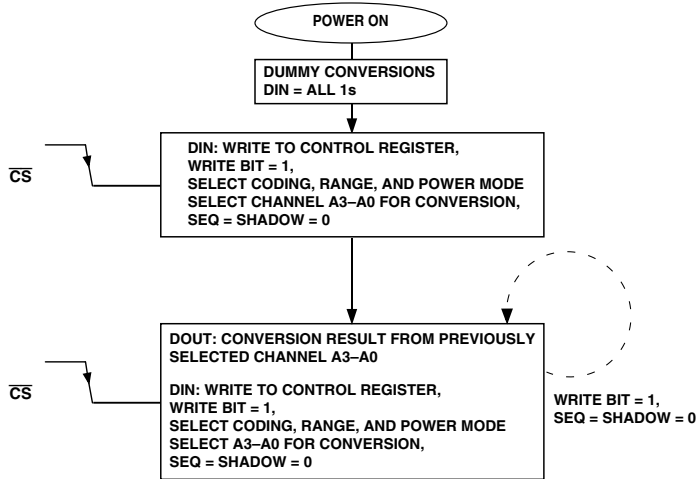 POWER ON
DUMMY CONVERSIONS
DIN = ALL 1s
CS
DIN: WRITE TO CONTROL REGISTER,
WRITE BIT = 1,
SELECT CODING, RANGE, AND POWER MODE
SELECT CHANNEL A3–A0 FOR CONVERSION,
SEQ = SHADOW = 0
CS
DOUT: CONVERSION RESULT FROM PREVIOUSLY
SELECTED CHANNEL A3–A0
DIN: WRITE TO CONTROL REGISTER,
WRITE BIT = 1,
SELECT CODING, RANGE, AND POWER MODE
SELECT A3–A0 FOR CONVERSION,
SEQ = SHADOW = 0
WRITE BIT = 1,
SEQ = SHADOW = 0